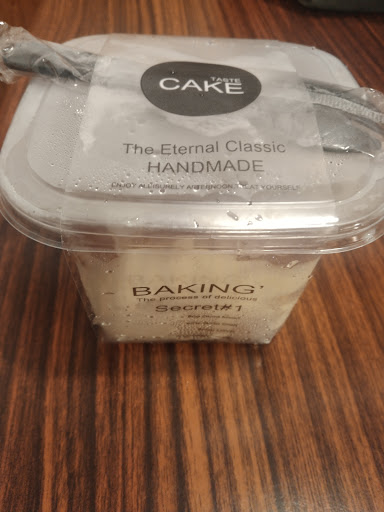 TASTE
CAKE
The Eternal Classic
HANDMADE
BAKING'
The process of delicious
Secret#1